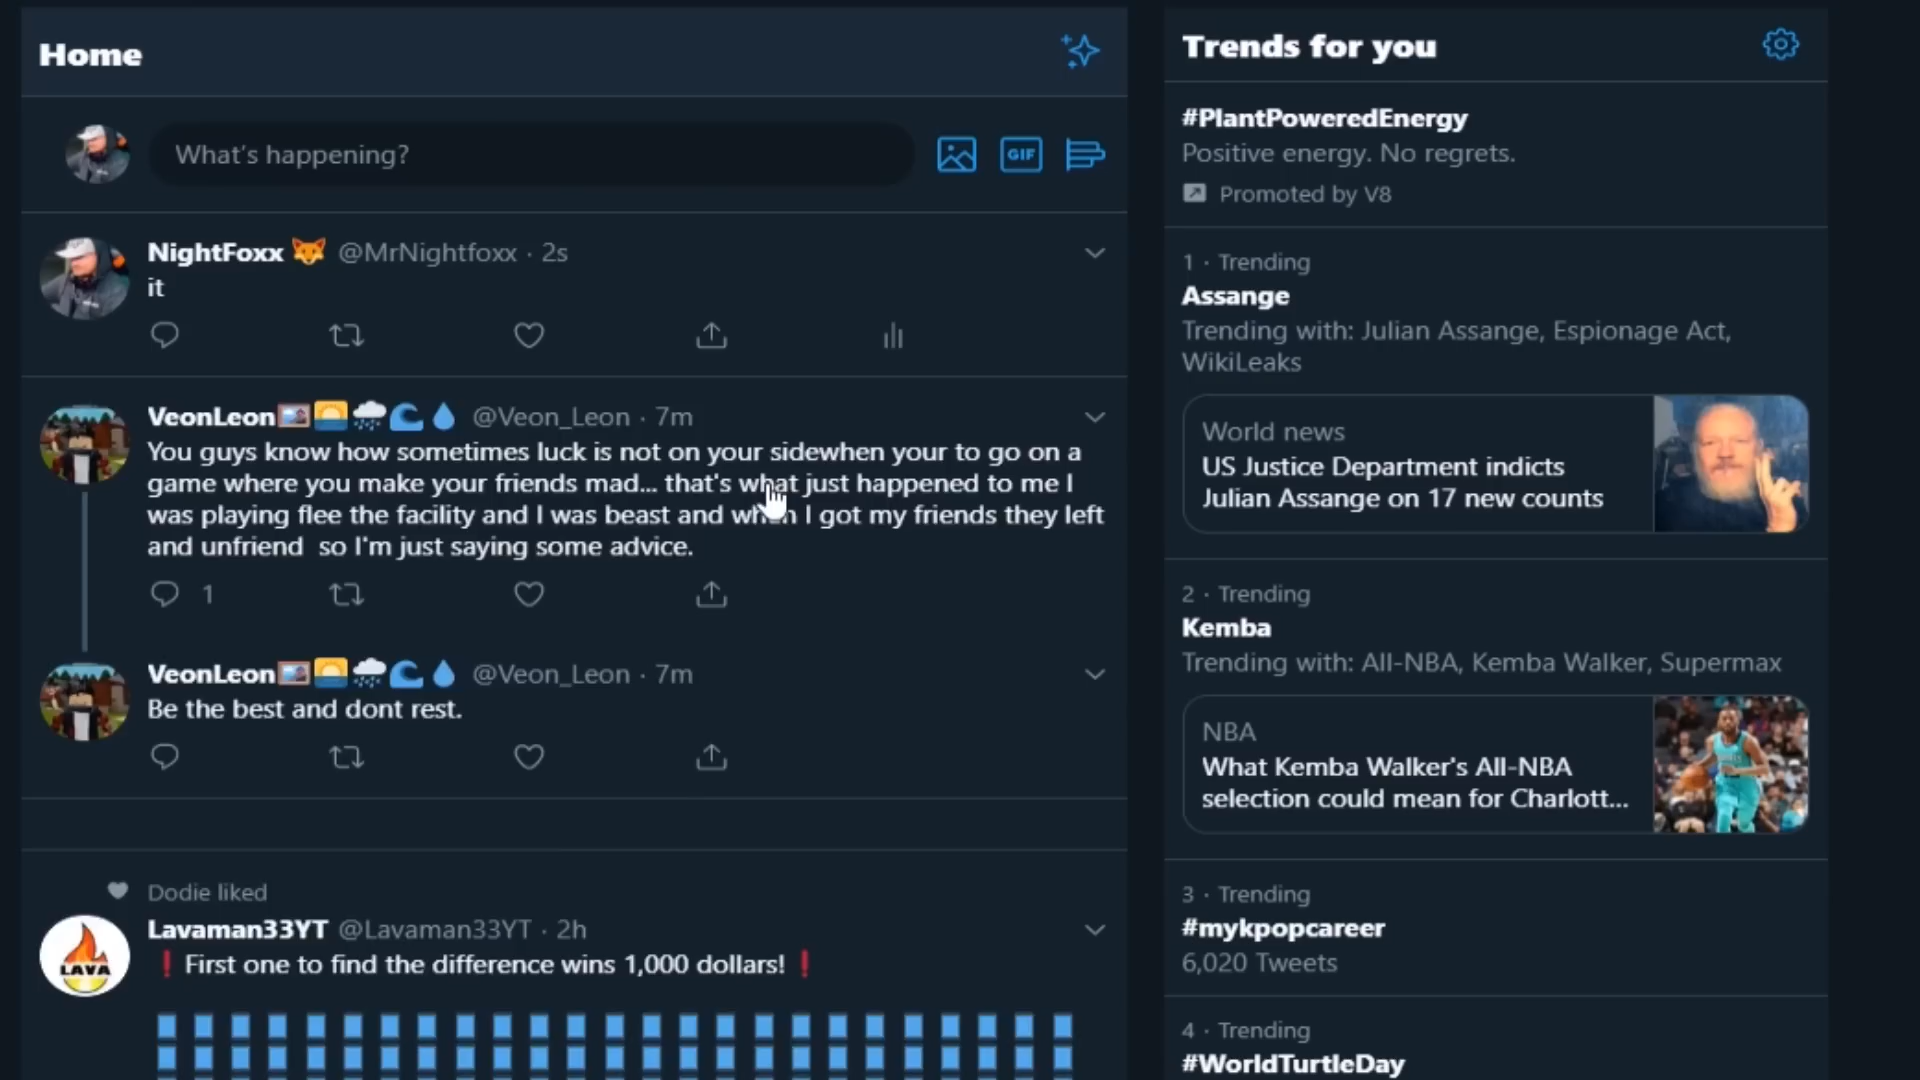 Home
What's happening?
GIF
NightFoxx 🦊 @MrNightfoxx · 2s
it
VeonLeon🖼🌅🌧🌊💧 @Veon_Leon · 7m
You guys know how sometimes luck is not on your sidewhen your to go on a
game where you make your friends mad... that's what just happened to me I
was playing flee the facility and I was beast and when I got my friends they left
and unfriend  so I'm just saying some advice.
1
VeonLeon🖼🌅🌧🌊💧 @Veon_Leon · 7m
Be the best and dont rest.
Dodie liked
Lavaman33YT @Lavaman33YT · 2h
LAVA
❗First one to find the difference wins 1,000 dollars!❗
Trends for you
#PlantPoweredEnergy
Positive energy. No regrets.
Promoted by V8
1 · Trending
Assange
Trending with: Julian Assange, Espionage Act,
WikiLeaks
World news
US Justice Department indicts
Julian Assange on 17 new counts
2 · Trending
Kemba
Trending with: All-NBA, Kemba Walker, Supermax
NBA
What Kemba Walker's All-NBA
selection could mean for Charlott...
3 · Trending
#mykpopcareer
6,020 Tweets
4 · Trending
#WorldTurtleDay